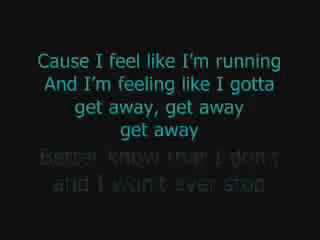 Cause I feel like I'm running
And I'm feeling like I gotta
get away, get away
get away
Better know that I don't
and I won't ever stop